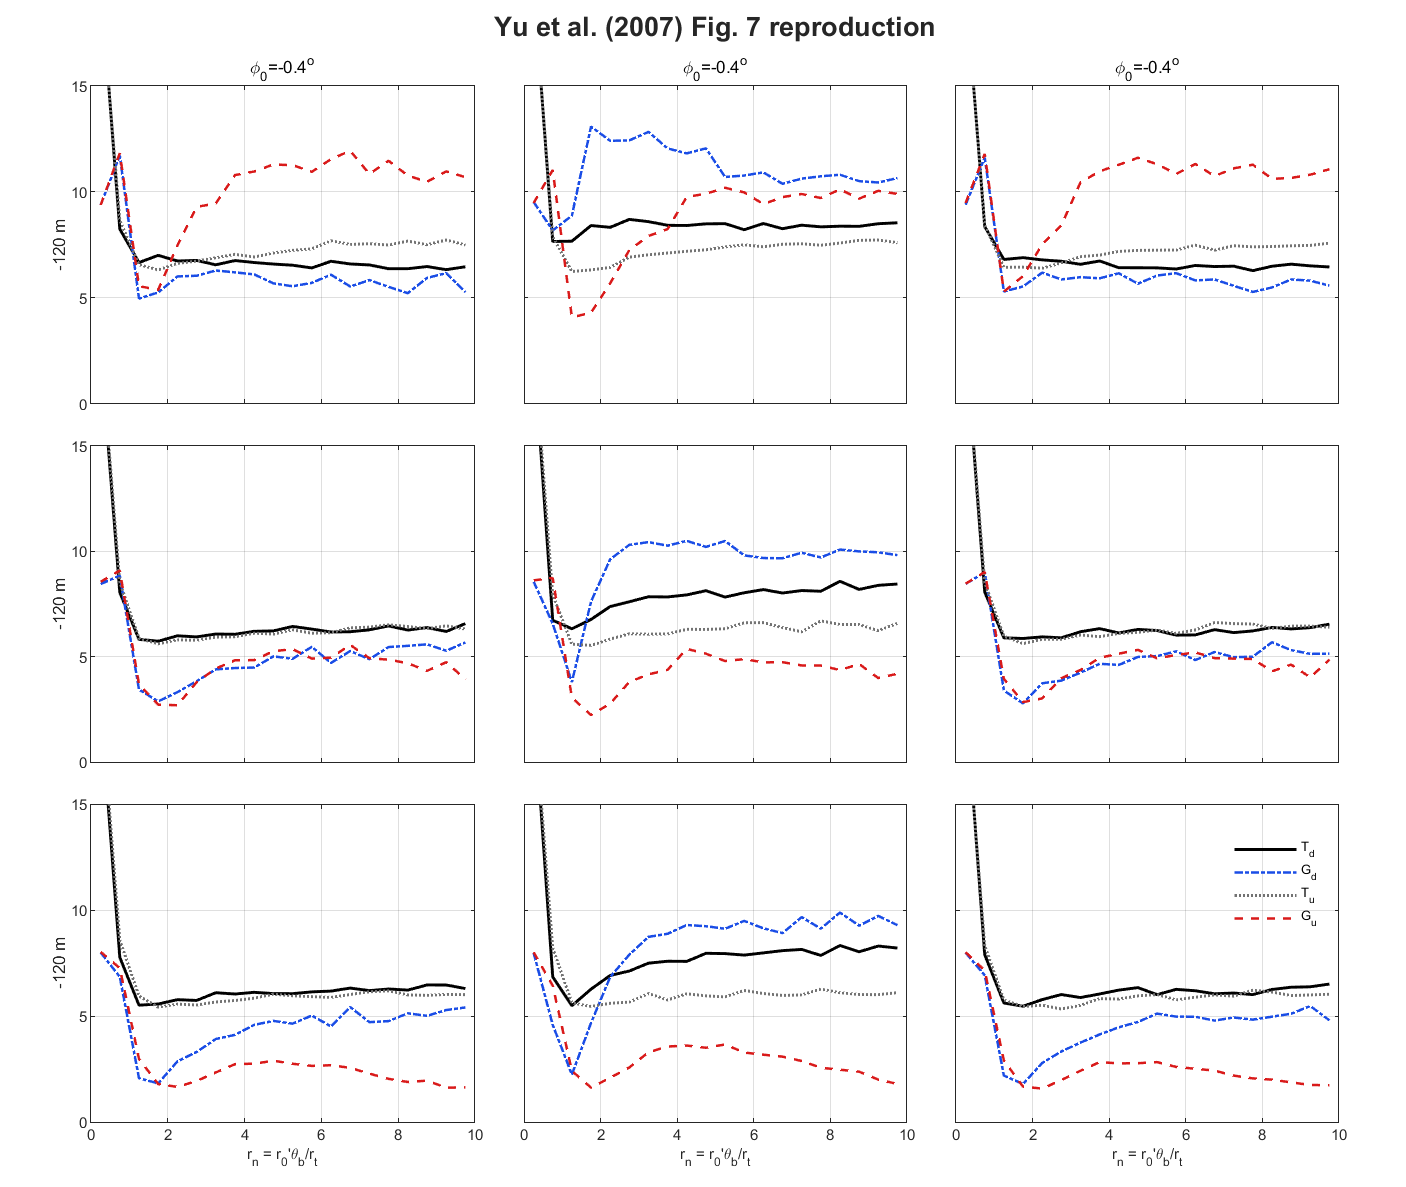 Yu et al. (2007) Fig. 7 reproduction
ϕ0=-0.4o ϕ0=-0.4o ϕ0=-0.4o
15
10
5
0
-120 m
15
10
5
0
-120 m
15
10
5
0
-120 m
Td
Gd
Tu
Gu
0 2 4 6 8 10 0 2 4 6 8 10 0 2 4 6 8 10
rn = r0'θb/rt rn = r0'θb/rt rn = r0'θb/rt